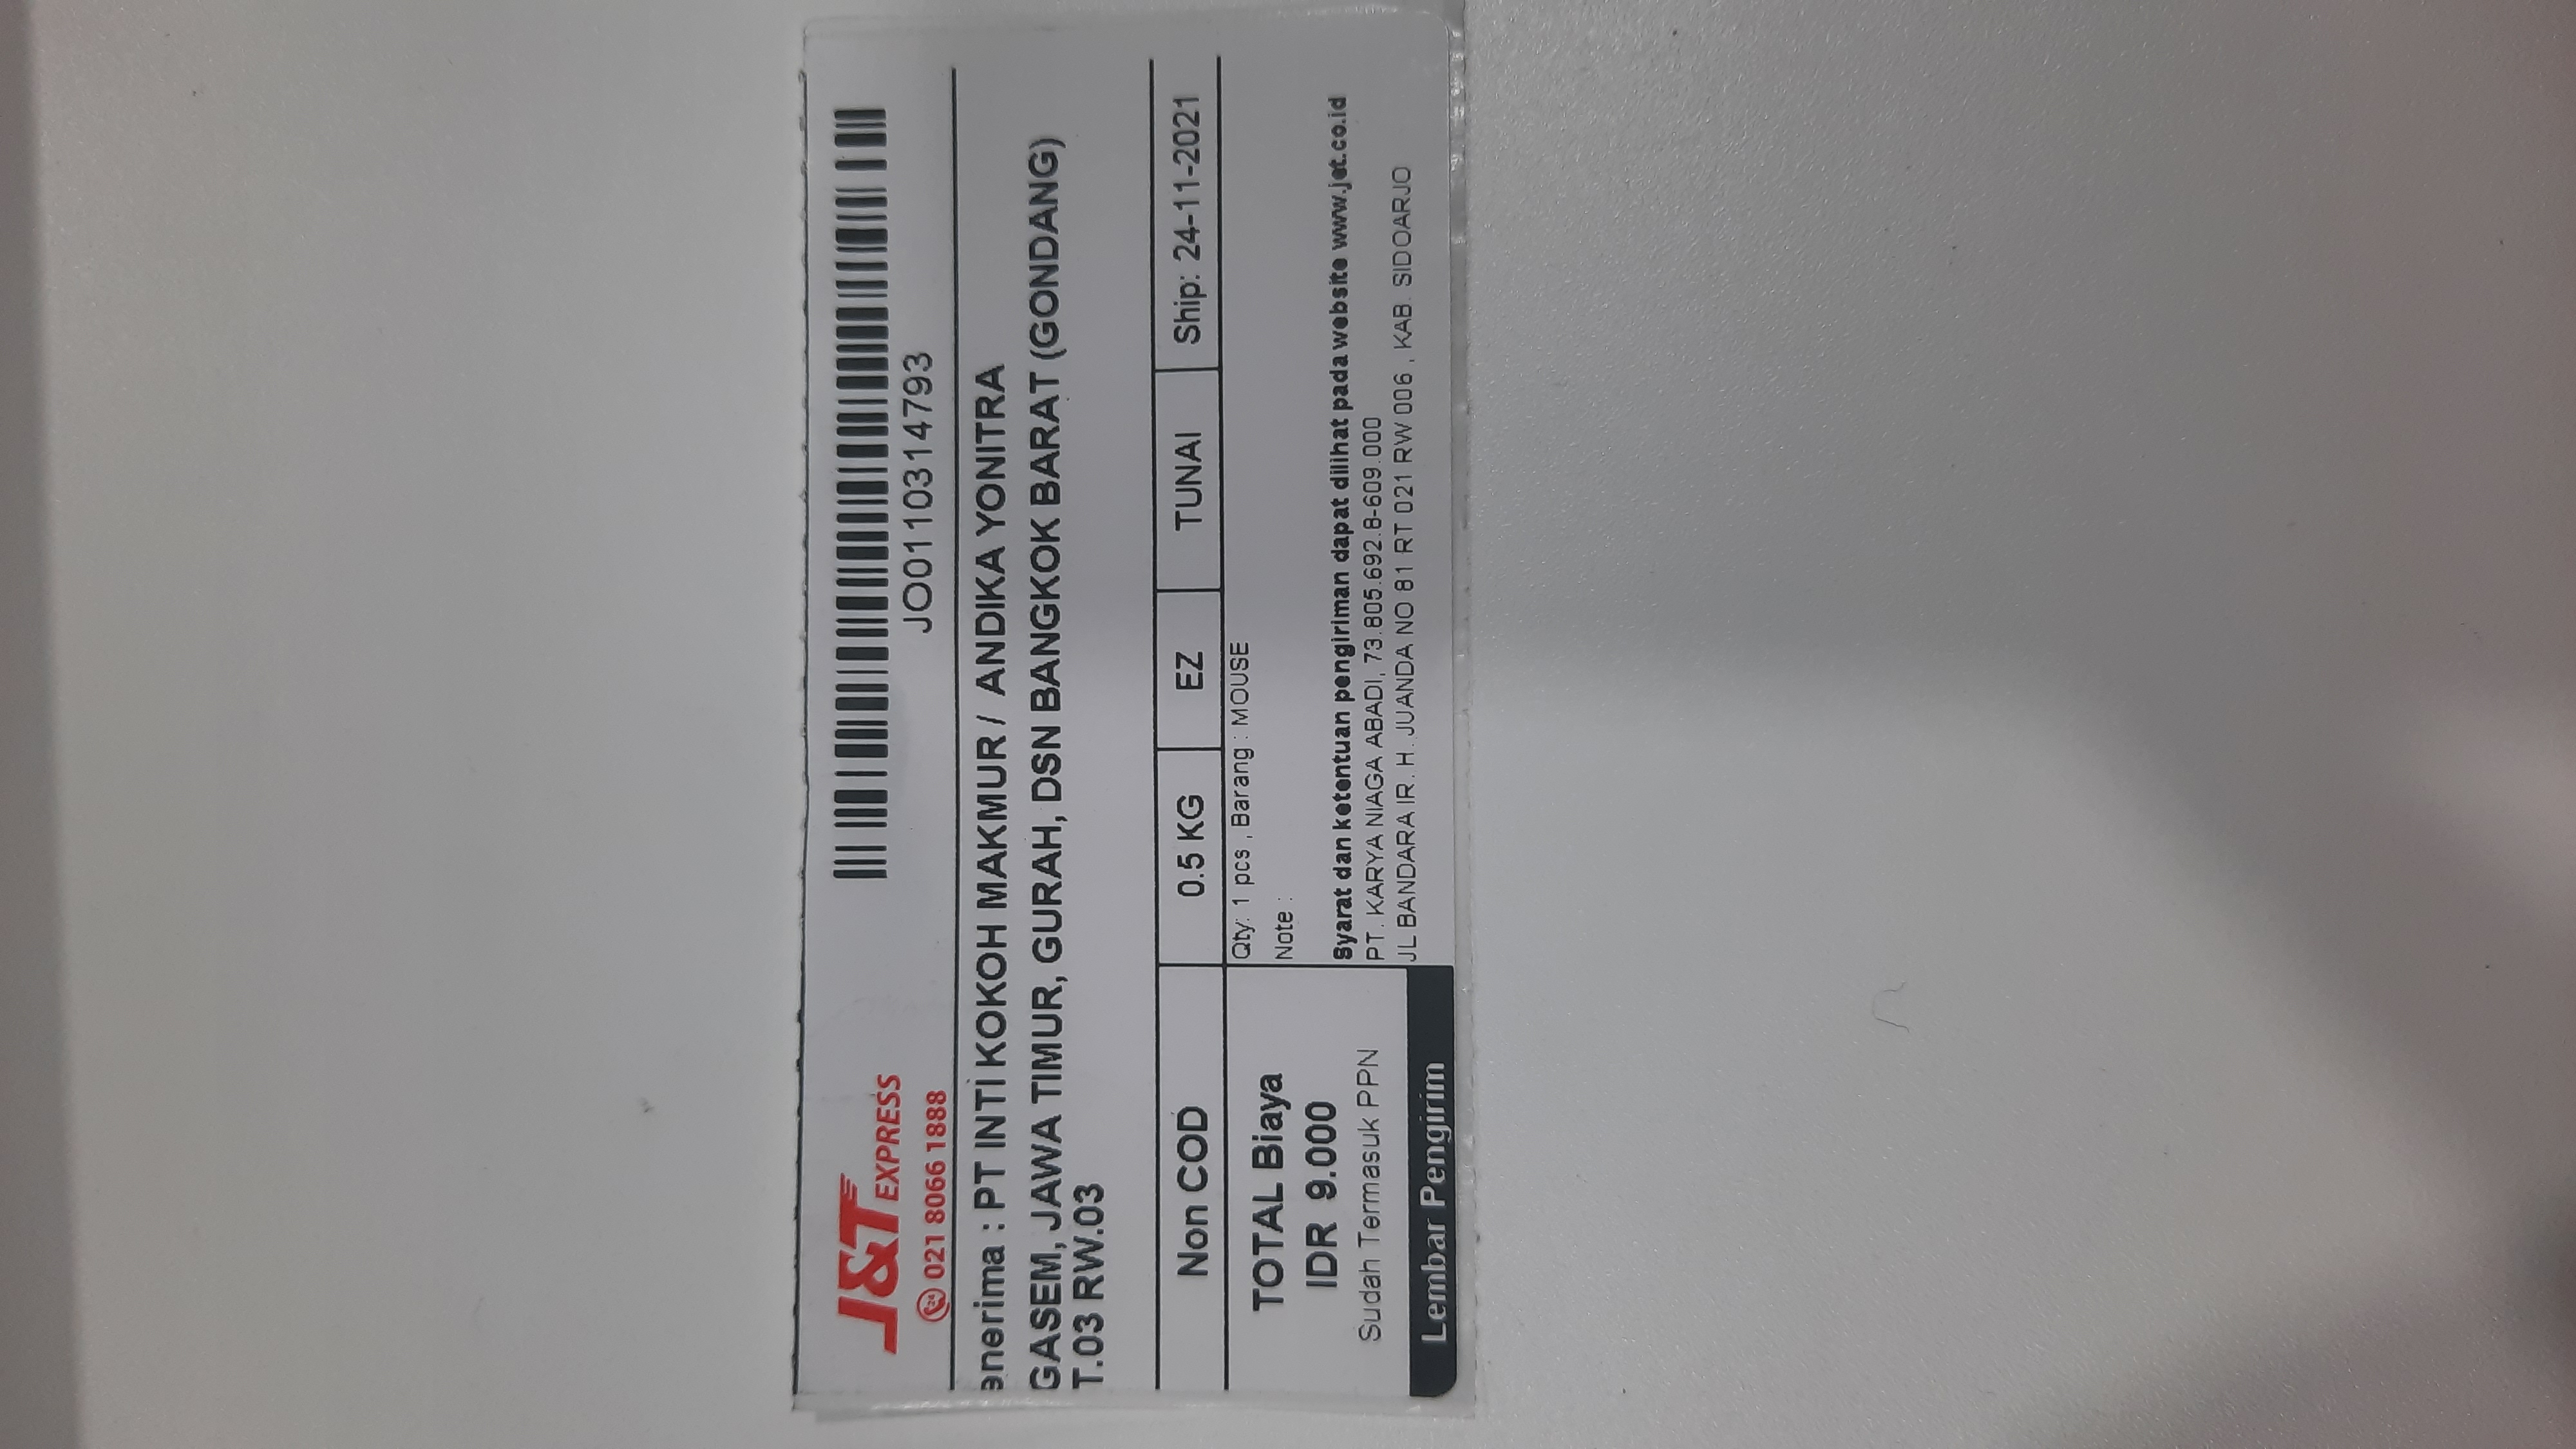 J&T EXPRESS
021 8066 1888
JO0110314793
enerima : PT INTI KOKOH MAKMUR / ANDIKA YONITRA
GASEM, JAWA TIMUR, GURAH, DSN BANGKOK BARAT (GONDANG)
T.03 RW.03
Non COD 0.5 KG EZ TUNAI Ship: 24-11-2021
TOTAL Biaya
IDR 9.000
Sudah Termasuk PPN
Lembar Pengirim
Qty: 1 pcs , Barang : MOUSE
Note :
Syarat dan ketentuan pengiriman dapat dilihat pada website www.jet.co.id
PT. KARYA NIAGA ABADI, 73.805.692.8-609.000
JL BANDARA IR. H. JUANDA NO 81 RT 021 RW 006 , KAB. SIDOARJO